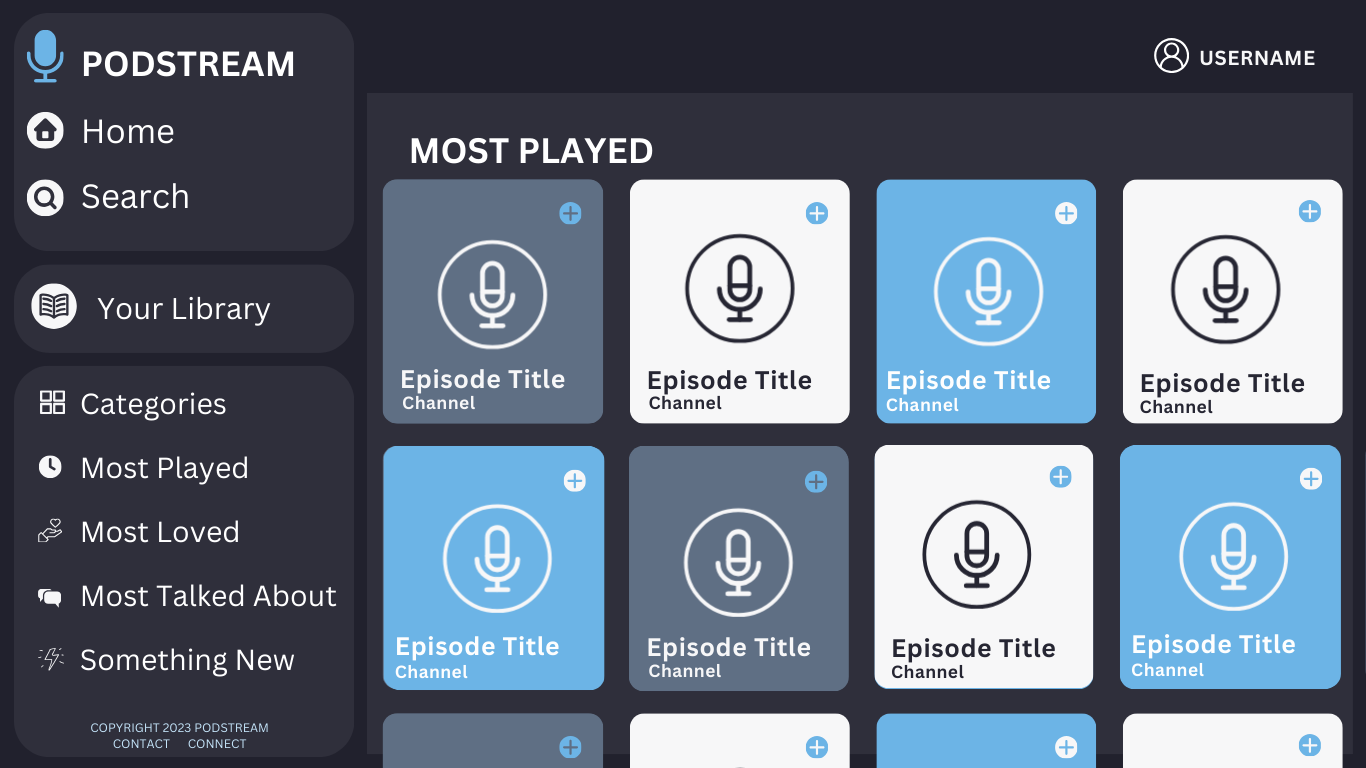 PODSTREAM
Home
Search
Your Library
Categories
Most Played
Most Loved
Most Talked About
Something New
COPYRIGHT 2023 PODSTREAM
CONTACT CONNECT
USERNAME
MOST PLAYED
Episode Title
Channel
Episode Title
Channel
Episode Title
Channel
Episode Title
Channel
Episode Title
Channel
Episode Title
Channel
Episode Title
Channel
Episode Title
Channel